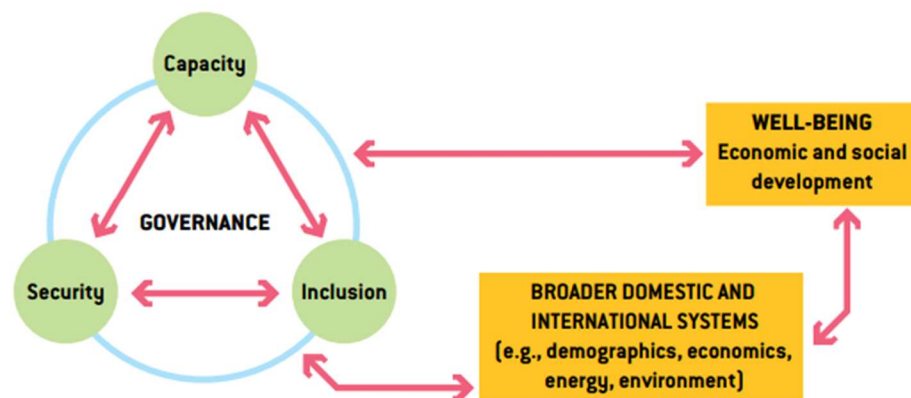 Capacity
GOVERNANCE
Security
Inclusion
WELL-BEING
Economic and social
development
BROADER DOMESTIC AND
INTERNATIONAL SYSTEMS
(e.g., demographics, economics,
energy, environment)